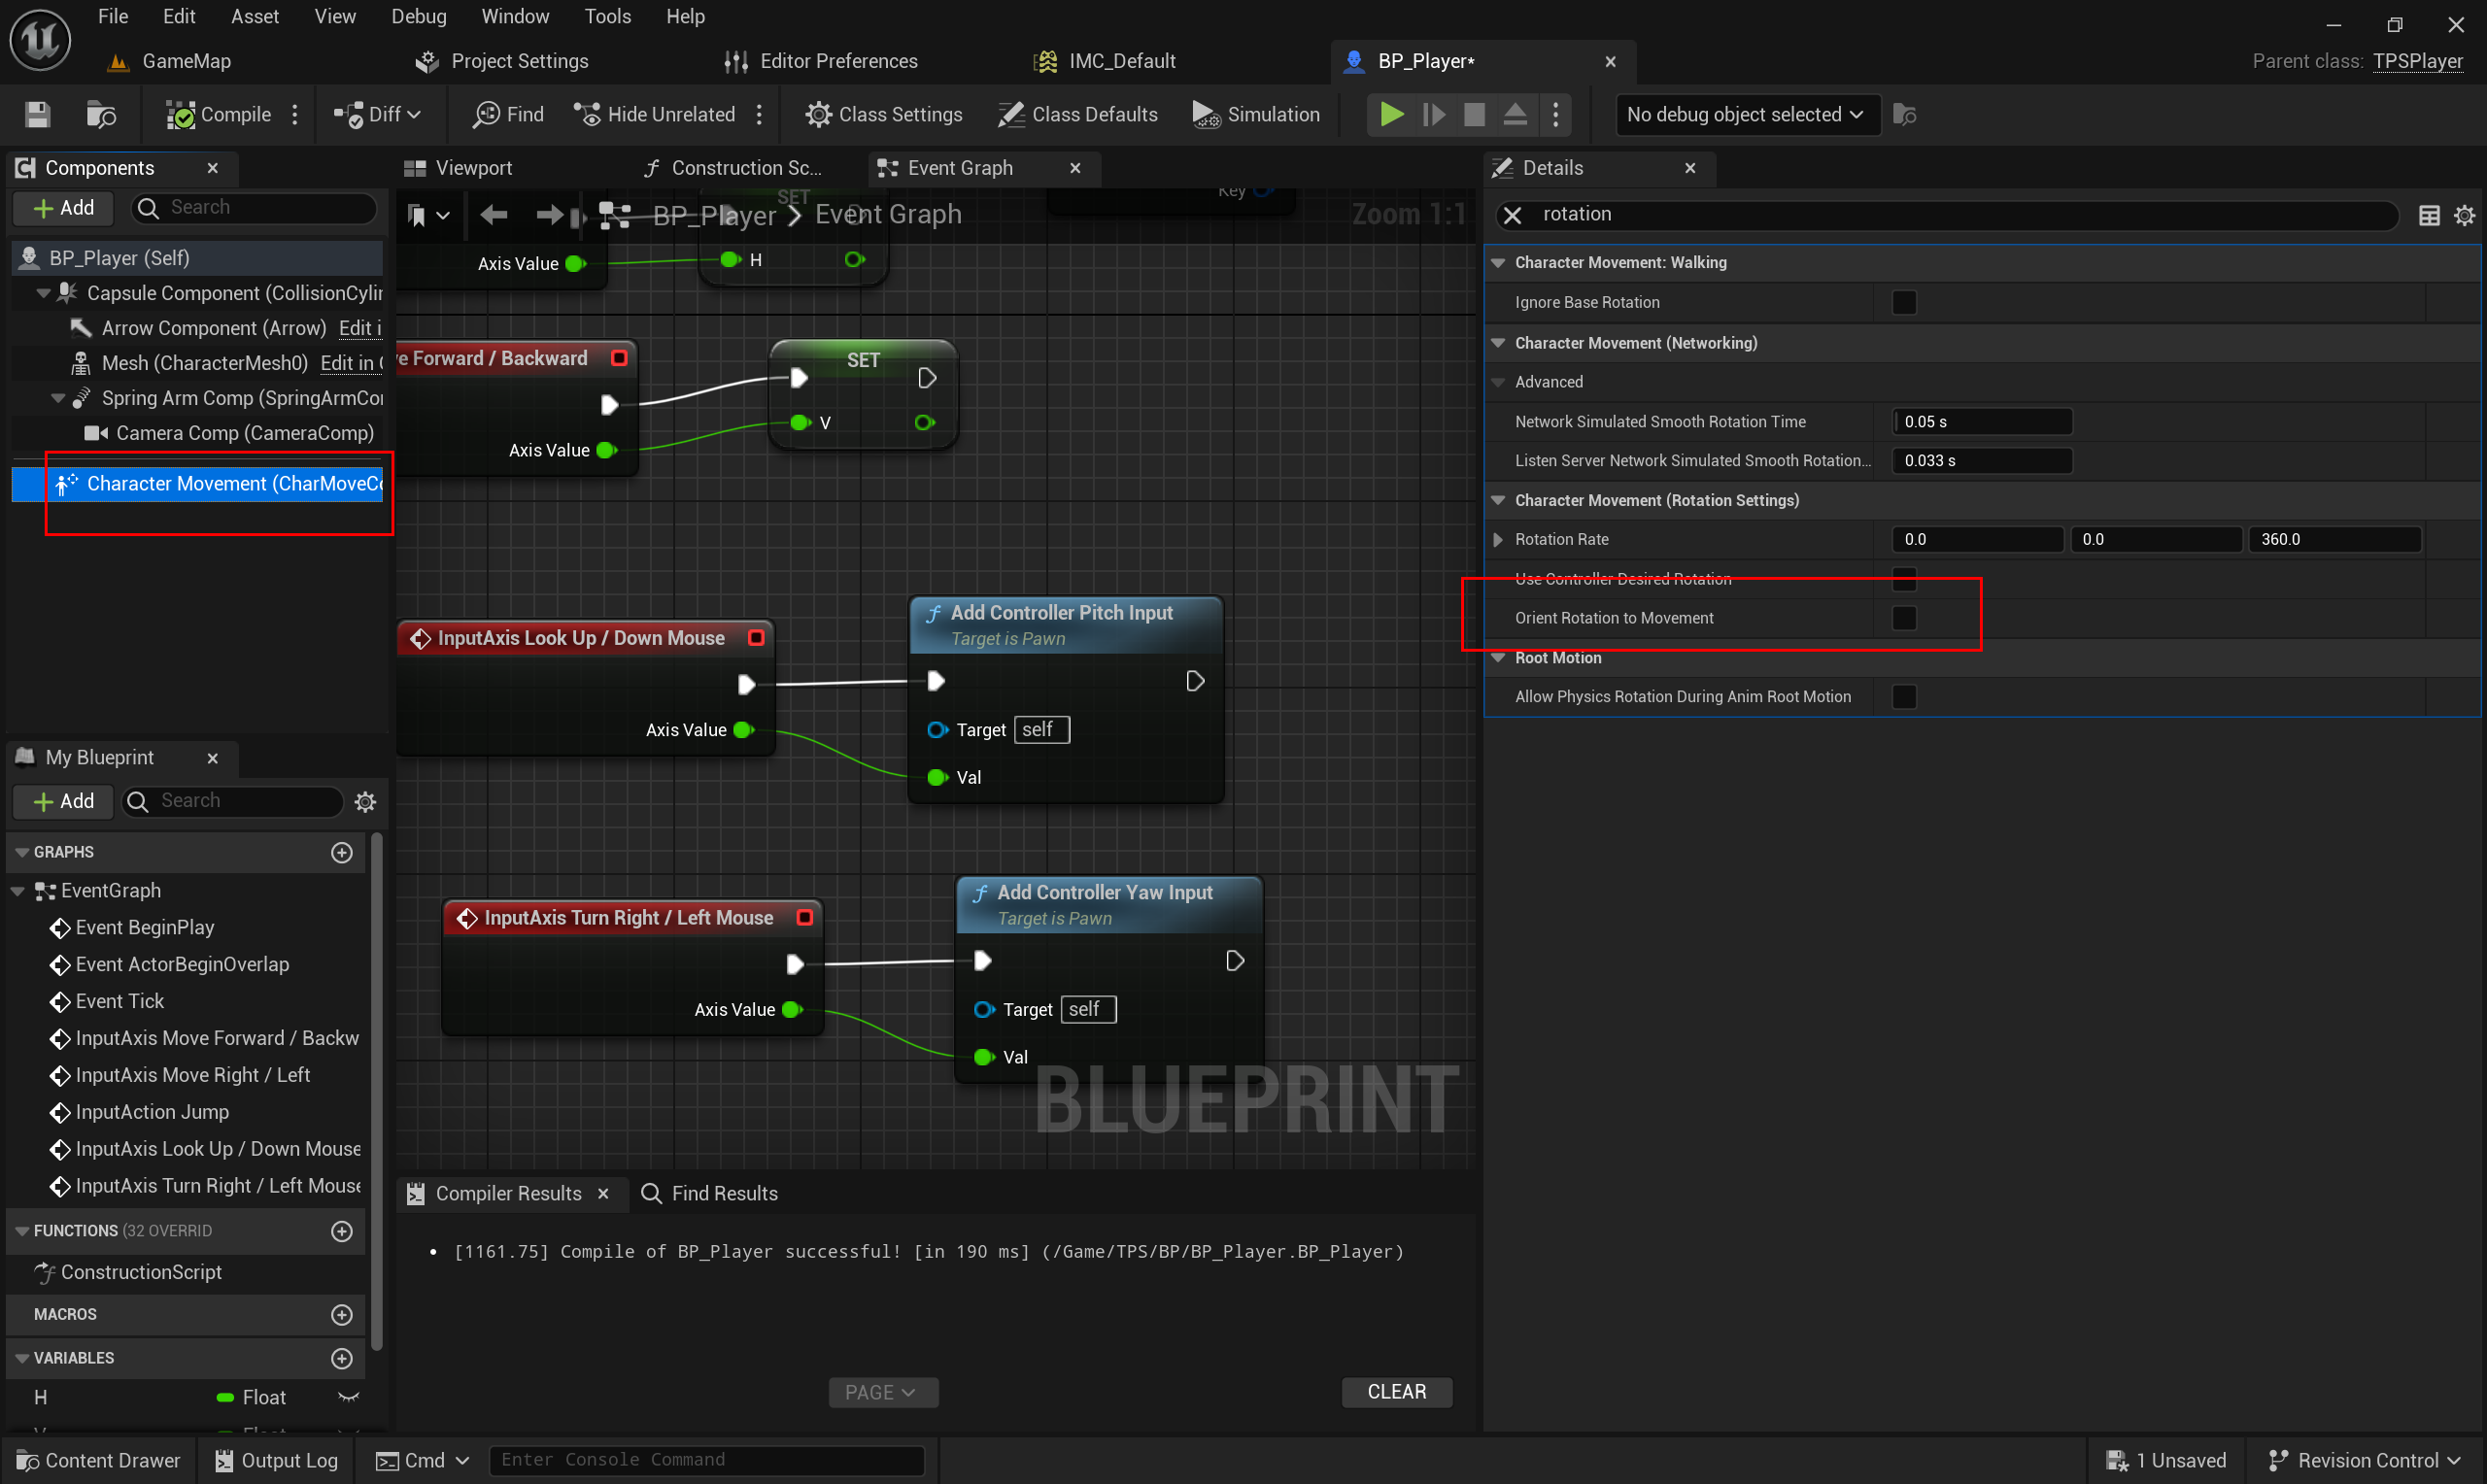 File Edit Asset View Debug Window Tools Help
GameMap Project Settings Editor Preferences IMC_Default BP_Player* Parent class: TPSPlayer
Compile Diff Find Hide Unrelated Class Settings Class Defaults Simulation No debug object selected
Components
Add Search
BP_Player (Self)
Capsule Component (CollisionCylin
Arrow Component (Arrow) Edit i
Mesh (CharacterMesh0) Edit in C
Spring Arm Comp (SpringArmCo
Camera Comp (CameraComp)
Character Movement (CharMoveCo
My Blueprint
Add Search
GRAPHS
EventGraph
Event BeginPlay
Event ActorBeginOverlap
Event Tick
InputAxis Move Forward / Backw
InputAxis Move Right / Left
InputAction Jump
InputAxis Look Up / Down Mouse
InputAxis Turn Right / Left Mouse
FUNCTIONS (32 OVERRID
ConstructionScript
MACROS
VARIABLES
H Float
V Float
Viewport Construction Sc... Event Graph
SET
Key
BP_Player > Event Graph Zoom 1:1
Axis Value H
ve Forward / Backward
SET
Axis Value V
InputAxis Look Up / Down Mouse
Axis Value
Add Controller Pitch Input
Target is Pawn
Target self
Val
InputAxis Turn Right / Left Mouse
Axis Value
Add Controller Yaw Input
Target is Pawn
Target self
Val
BLUEPRINT
Compiler Results Find Results
• [1161.75] Compile of BP_Player successful! [in 190 ms] (/Game/TPS/BP/BP_Player.BP_Player)
PAGE CLEAR
Details
rotation
Character Movement: Walking
Ignore Base Rotation
Character Movement (Networking)
Advanced
Network Simulated Smooth Rotation Time 0.05 s
Listen Server Network Simulated Smooth Rotation... 0.033 s
Character Movement (Rotation Settings)
Rotation Rate 0.0 0.0 360.0
Use Controller Desired Rotation
Orient Rotation to Movement
Root Motion
Allow Physics Rotation During Anim Root Motion
Content Drawer Output Log Cmd Enter Console Command 1 Unsaved Revision Control